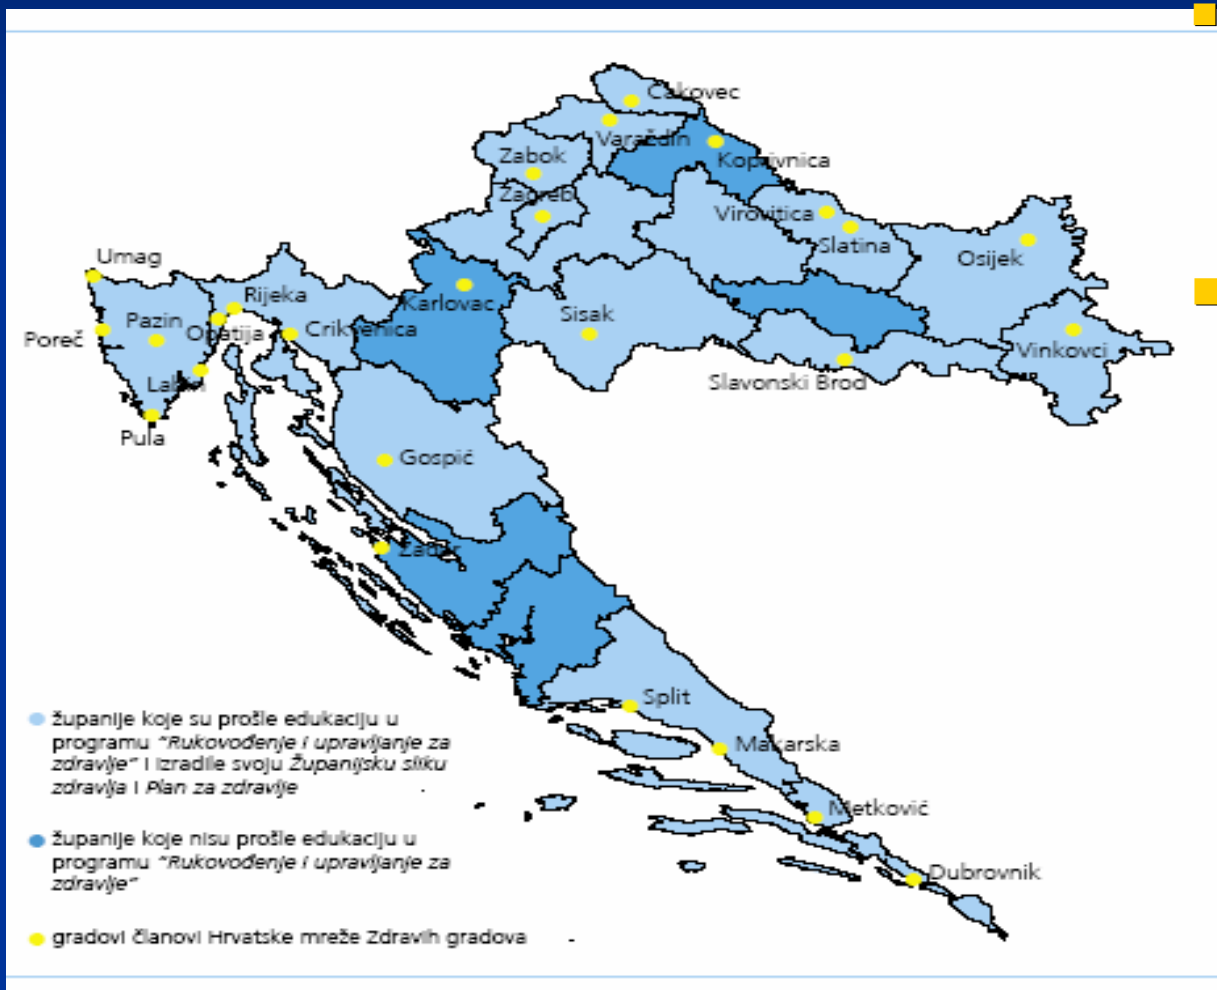 Čakovec
Varaždin
Zabok
Koprivnica
Zagreb
Virovitica
Slatina
Osijek
Umag
Rijeka
Karlovac
Sisak
Pazin
Opatija
Crikvenica
Poreč
Vinkovci
Labin
Slavonski Brod
Pula
Gospić
Zadar
Split
Makarska
Metković
Dubrovnik
županije koje su prošle edukaciju u
programu "Rukovođenje i upravljanje za
zdravlje" i izradile svoju Županijsku sliku
zdravlja i Plan za zdravlje
županije koje nisu prošle edukaciju u
programu "Rukovođenje i upravljanje za
zdravlje"
gradovi članovi Hrvatske mreže Zdravih gradova